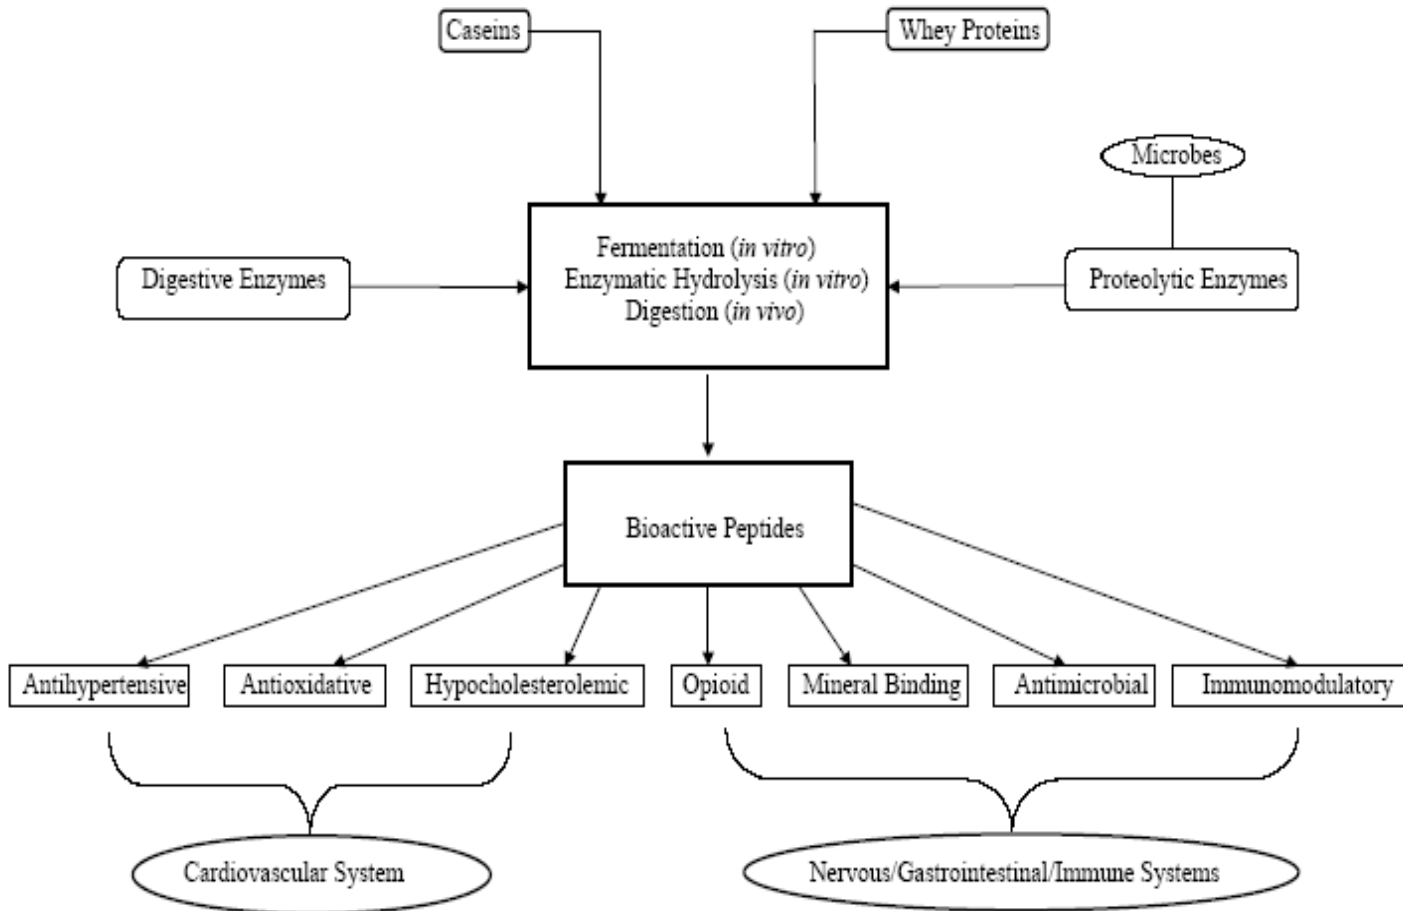 Caseins
Whey Proteins
Microbes
Fermentation (in vitro)
Enzymatic Hydrolysis (in vitro)
Digestion (in vivo)
Digestive Enzymes
Proteolytic Enzymes
Bioactive Peptides
Antihypertensive
Antioxidative
Hypocholesterolemic
Opioid
Mineral Binding
Antimicrobial
Immunomodulatory
Cardiovascular System
Nervous/Gastrointestinal/Immune Systems